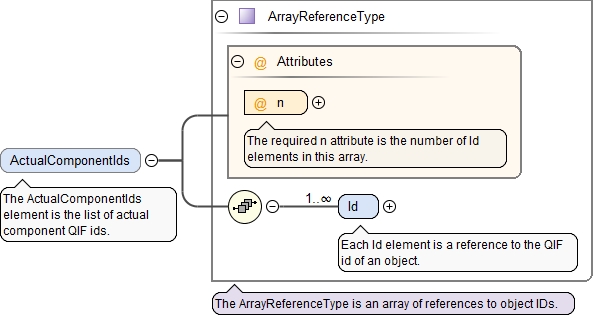 ArrayReferenceType
@ Attributes
@ n
The required n attribute is the number of Id
elements in this array.
ActualComponentIds
The ActualComponentIds
element is the list of actual
component QIF ids.
1..∞
Id
Each Id element is a reference to the QIF
id of an object.
The ArrayReferenceType is an array of references to object IDs.